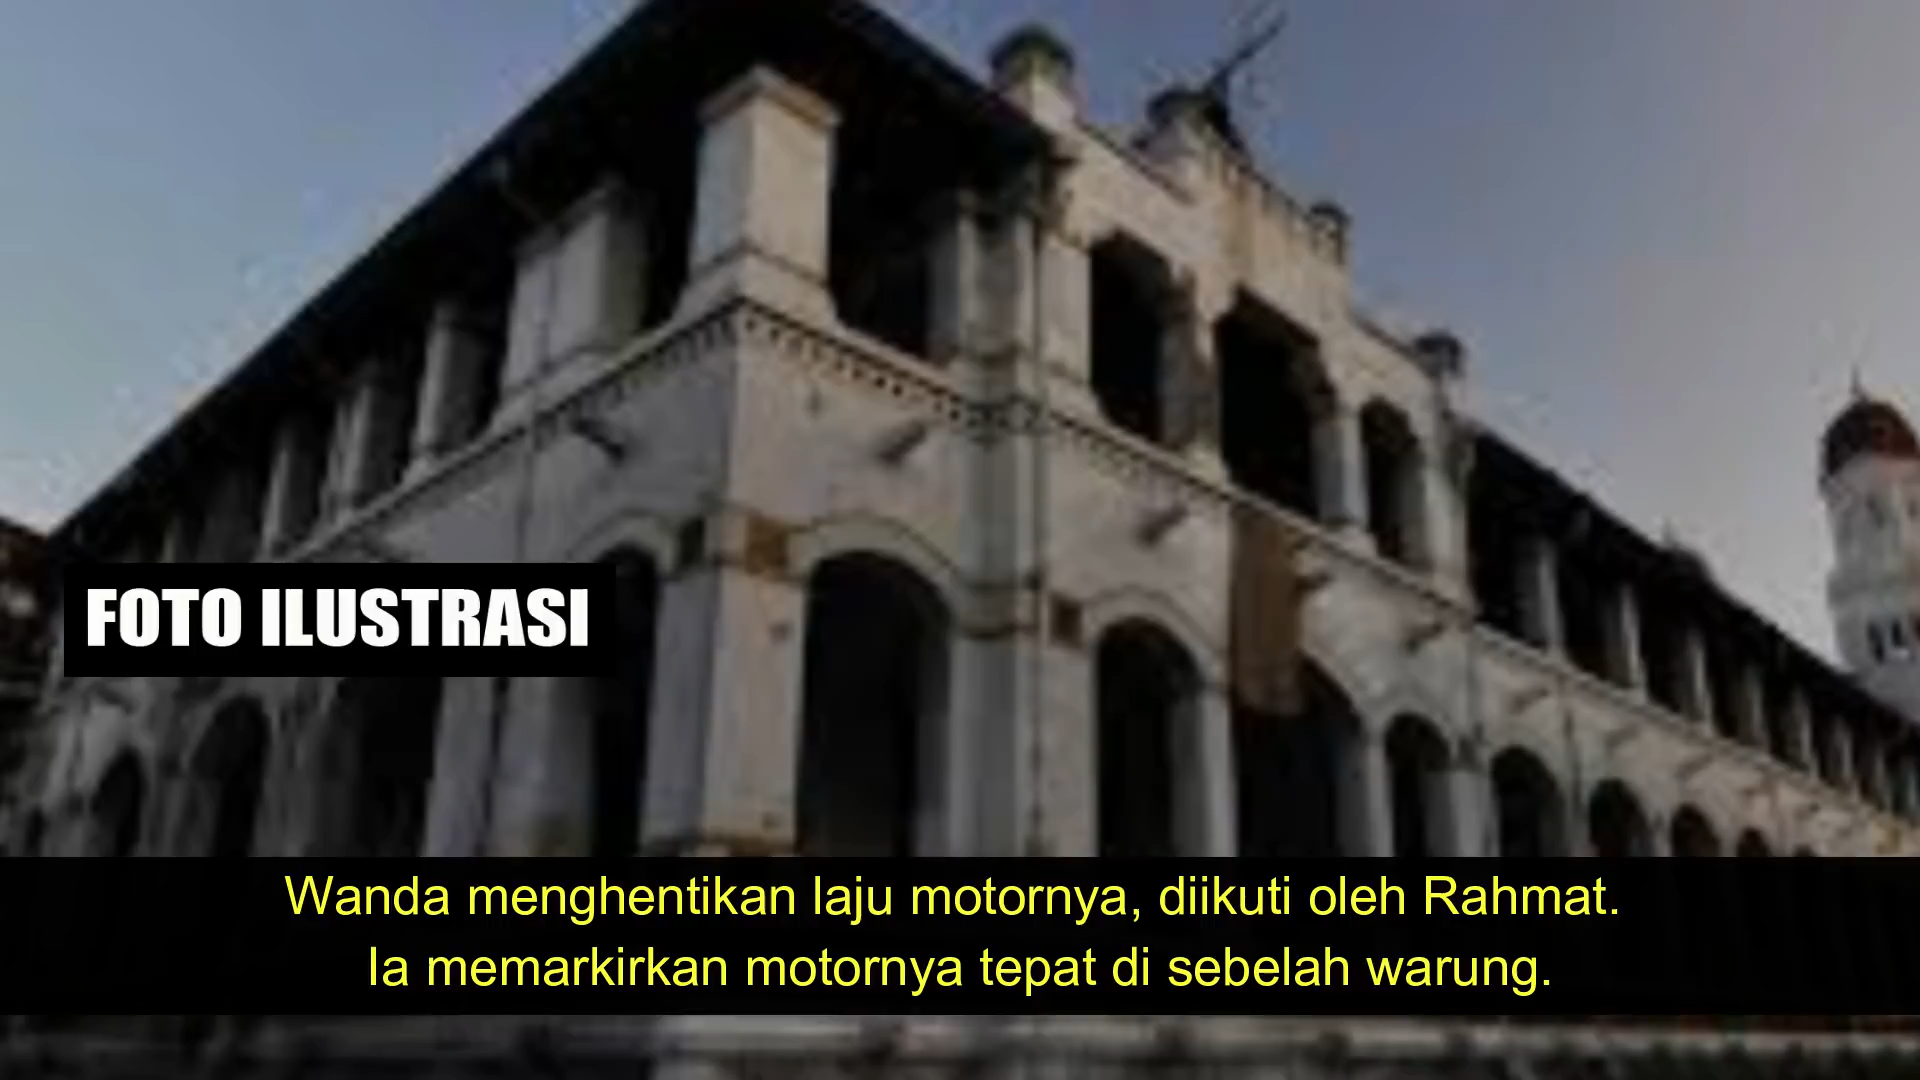 FOTO ILUSTRASI
Wanda menghentikan laju motornya, diikuti oleh Rahmat.
Ia memarkirkan motornya tepat di sebelah warung.